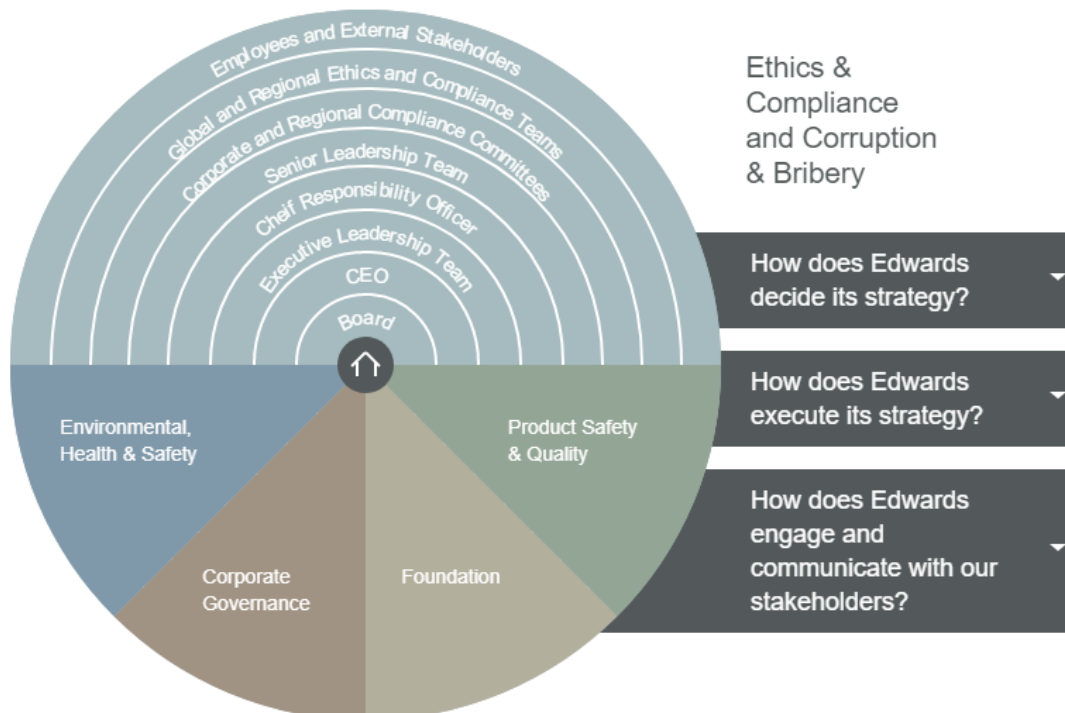 Employees and External Stakeholders
Global and Regional Ethics and Compliance Teams
Corporate and Regional Compliance Committees
Senior Leadership Team
Cheif Responsibility Officer
Executive Leadership Team
CEO
Board
Environmental,
Health & Safety
Corporate
Governance
Foundation
Product Safety
& Quality
Ethics &
Compliance
and Corruption
& Bribery
How does Edwards
decide its strategy?
How does Edwards
execute its strategy?
How does Edwards
engage and
communicate with our
stakeholders?